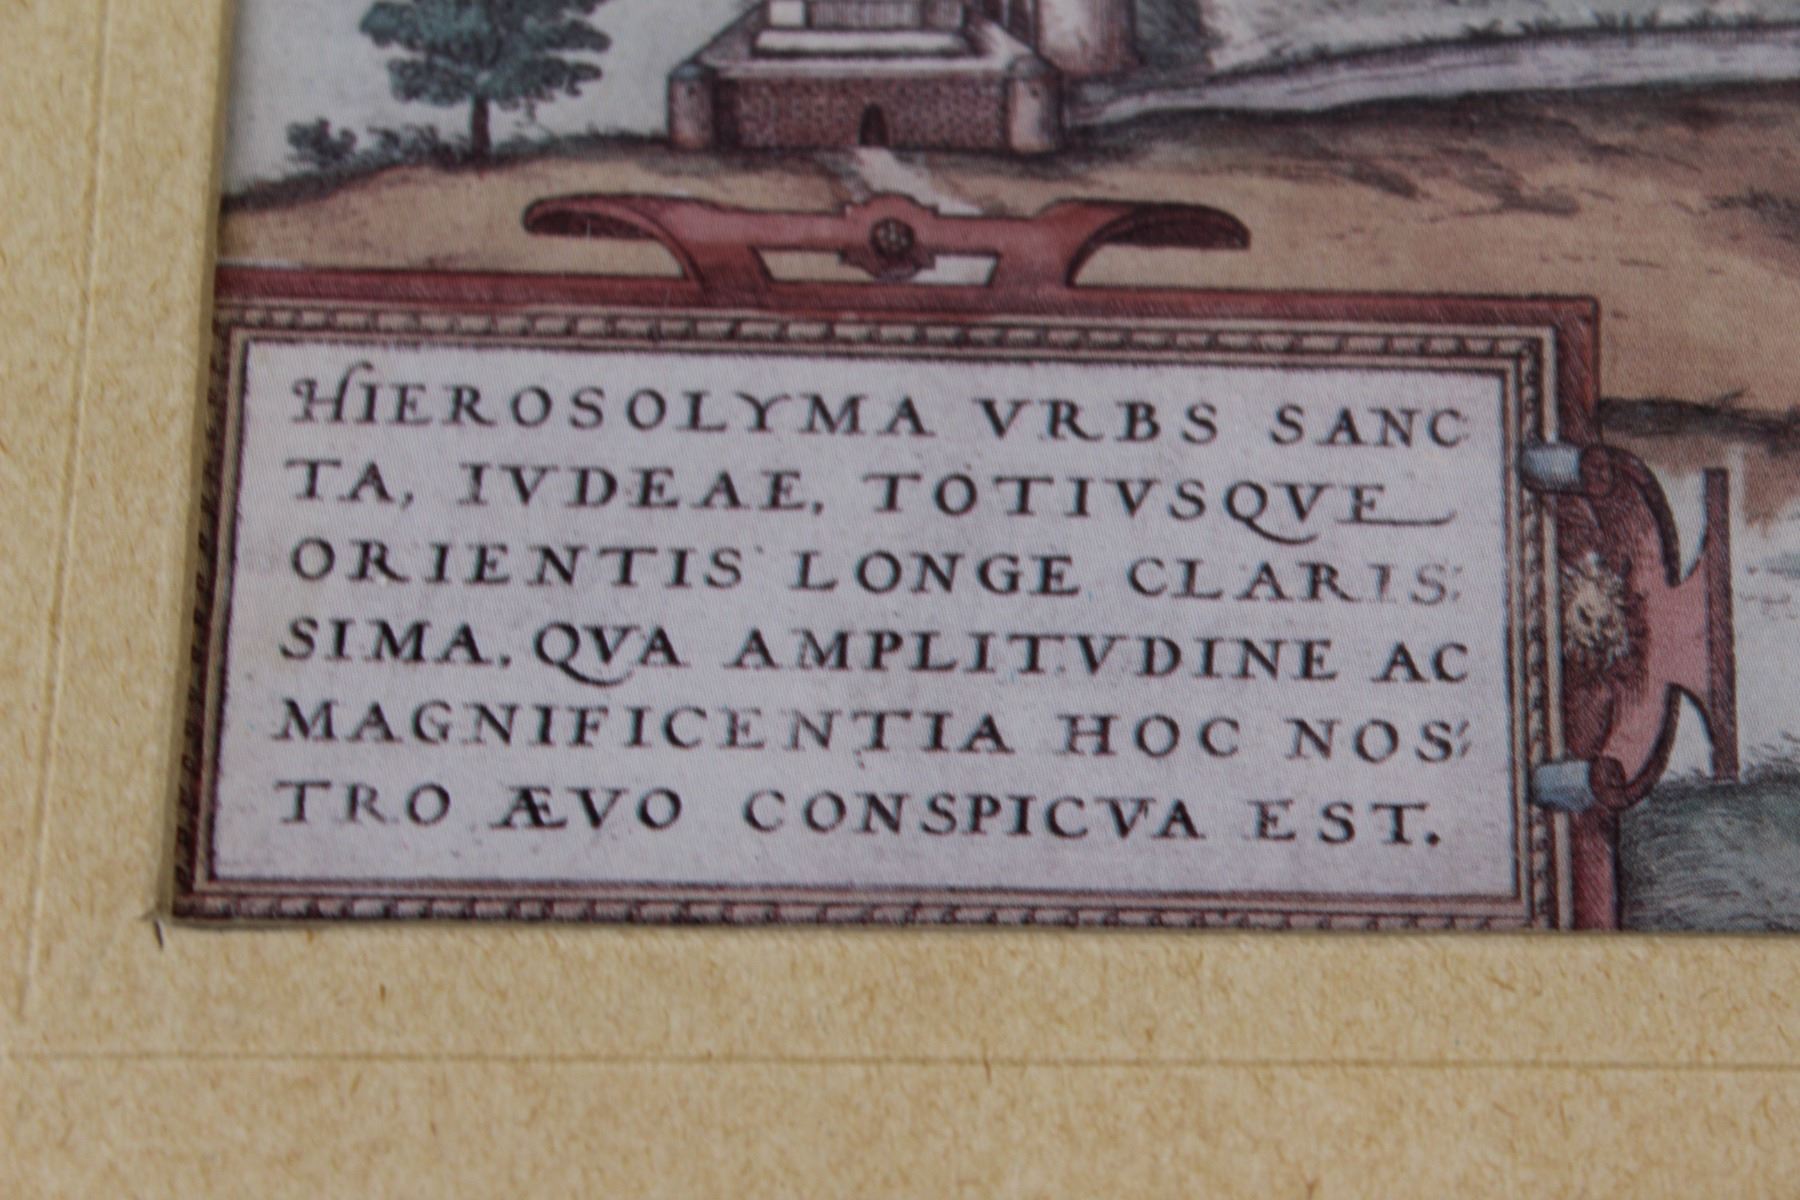 HIEROSOLYMA VRBS SANC
TA, IVDEAE, TOTIVSQVE
ORIENTIS LONGE CLARIS:
SIMA, QVA AMPLITVDINE AC
MAGNIFICENTIA HOC NOS:
TRO ÆVO CONSPICVA EST.